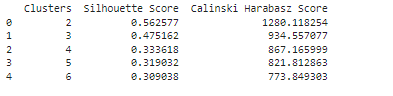 Clusters Silhouette Score Calinski Harabasz Score
0 2 0.562577 1280.118254
1 3 0.475162 934.557077
2 4 0.333618 867.165999
3 5 0.319032 821.812863
4 6 0.309038 773.849303